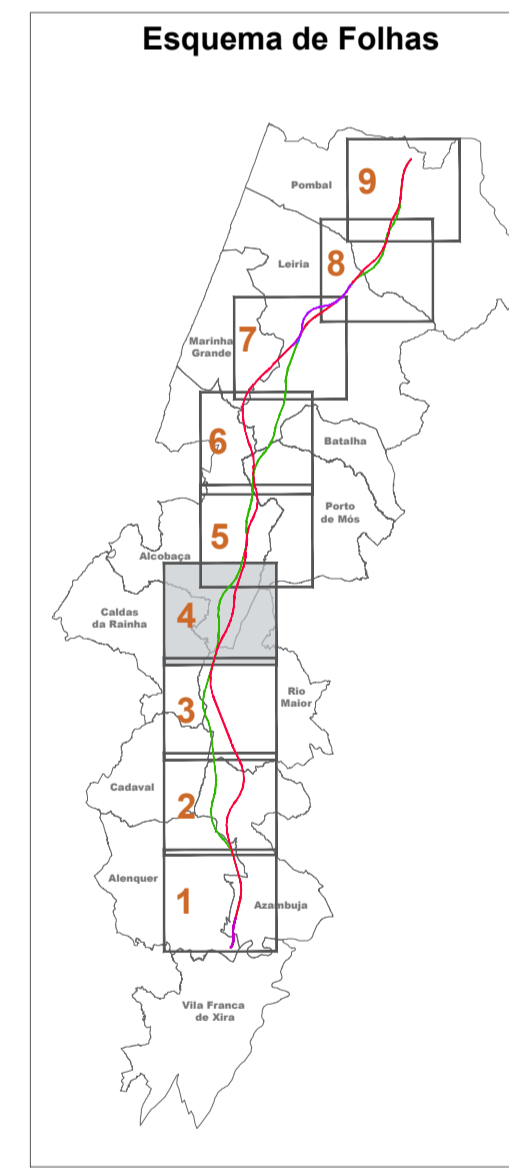 Esquema de Folhas
9
Pombal
8
Leiria
7
Marinha
Grande
6
Batalha
Porto
de Mós
5
Alcobaça
4
Caldas
da Rainha
3
Rio
Maior
Cadaval
2
Alenquer
1
Azambuja
Vila Franca
de Xira